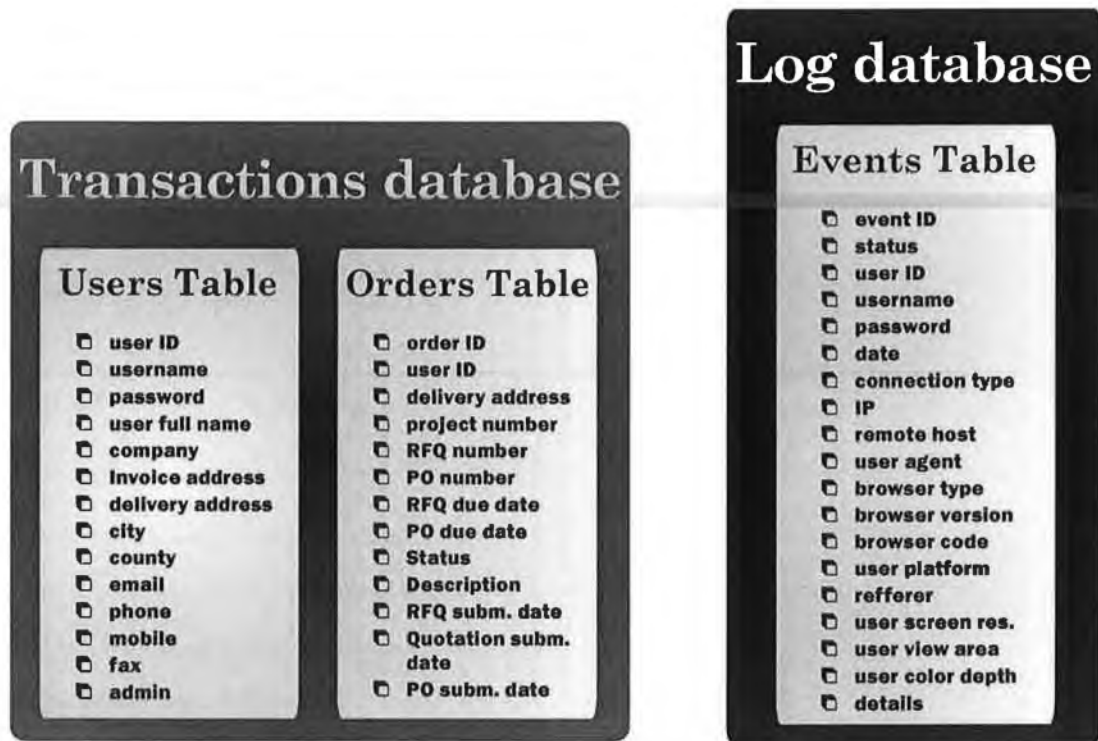 Transactions database
Users Table
user ID
username
password
user full name
company
Invoice address
delivery address
city
county
email
phone
mobile
fax
admin
Orders Table
order ID
user ID
delivery address
project number
RFQ number
PO number
RFQ due date
PO due date
Status
Description
RFQ subm. date
Quotation subm.
date
PO subm. date
Log database
Events Table
event ID
status
user ID
username
password
date
connection type
IP
remote host
user agent
browser type
browser version
browser code
user platform
refferer
user screen res.
user view area
user color depth
details